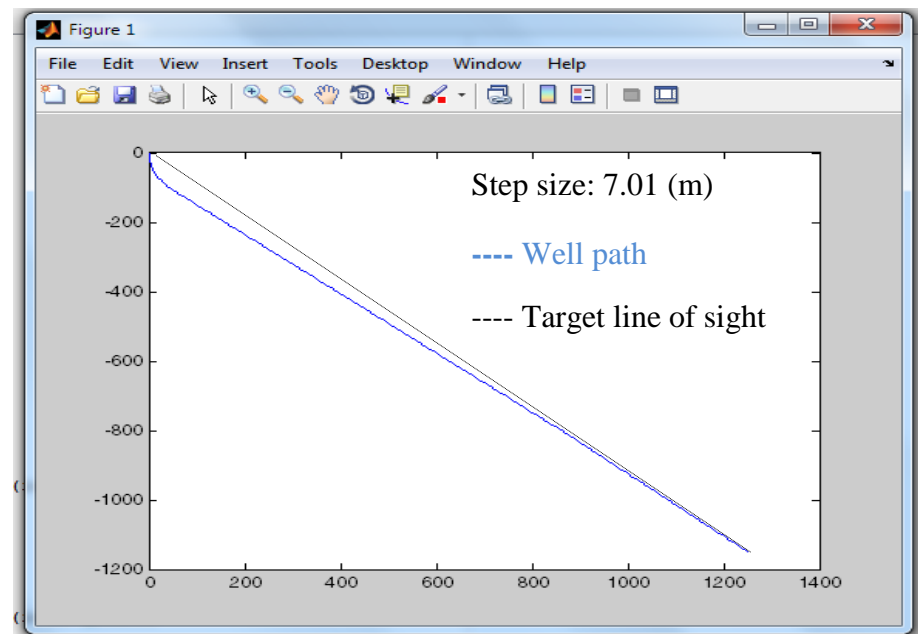 Figure 1
File Edit View Insert Tools Desktop Window Help
0
-200
-400
-600
-800
-1000
-1200
0 200 400 600 800 1000 1200 1400
Step size: 7.01 (m)
---- Well path
---- Target line of sight